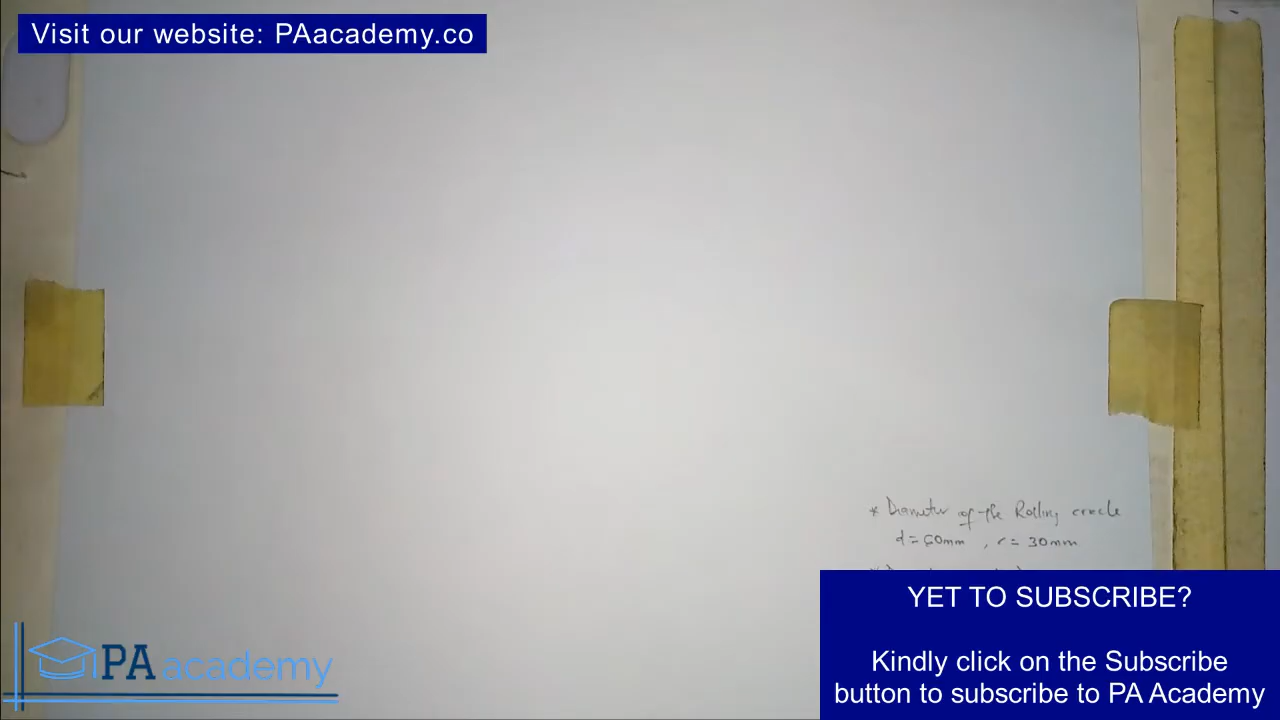 Visit our website: PAacademy.co
* Diameter of the Rolling circle
d = 60mm , r = 30mm
YET TO SUBSCRIBE?
Kindly click on the Subscribe
button to subscribe to PA Academy
PA academy